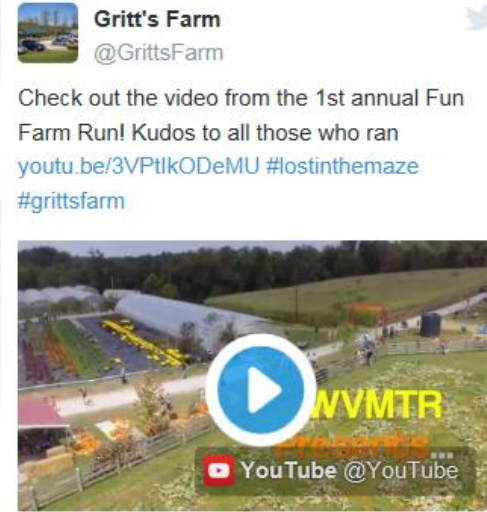 Gritt's Farm
@GrittsFarm
Check out the video from the 1st annual Fun
Farm Run! Kudos to all those who ran
youtu.be/3VPtIkODeMU #lostinthemaze
#grittsfarm
WVMTR
Presents...
YouTube @YouTube